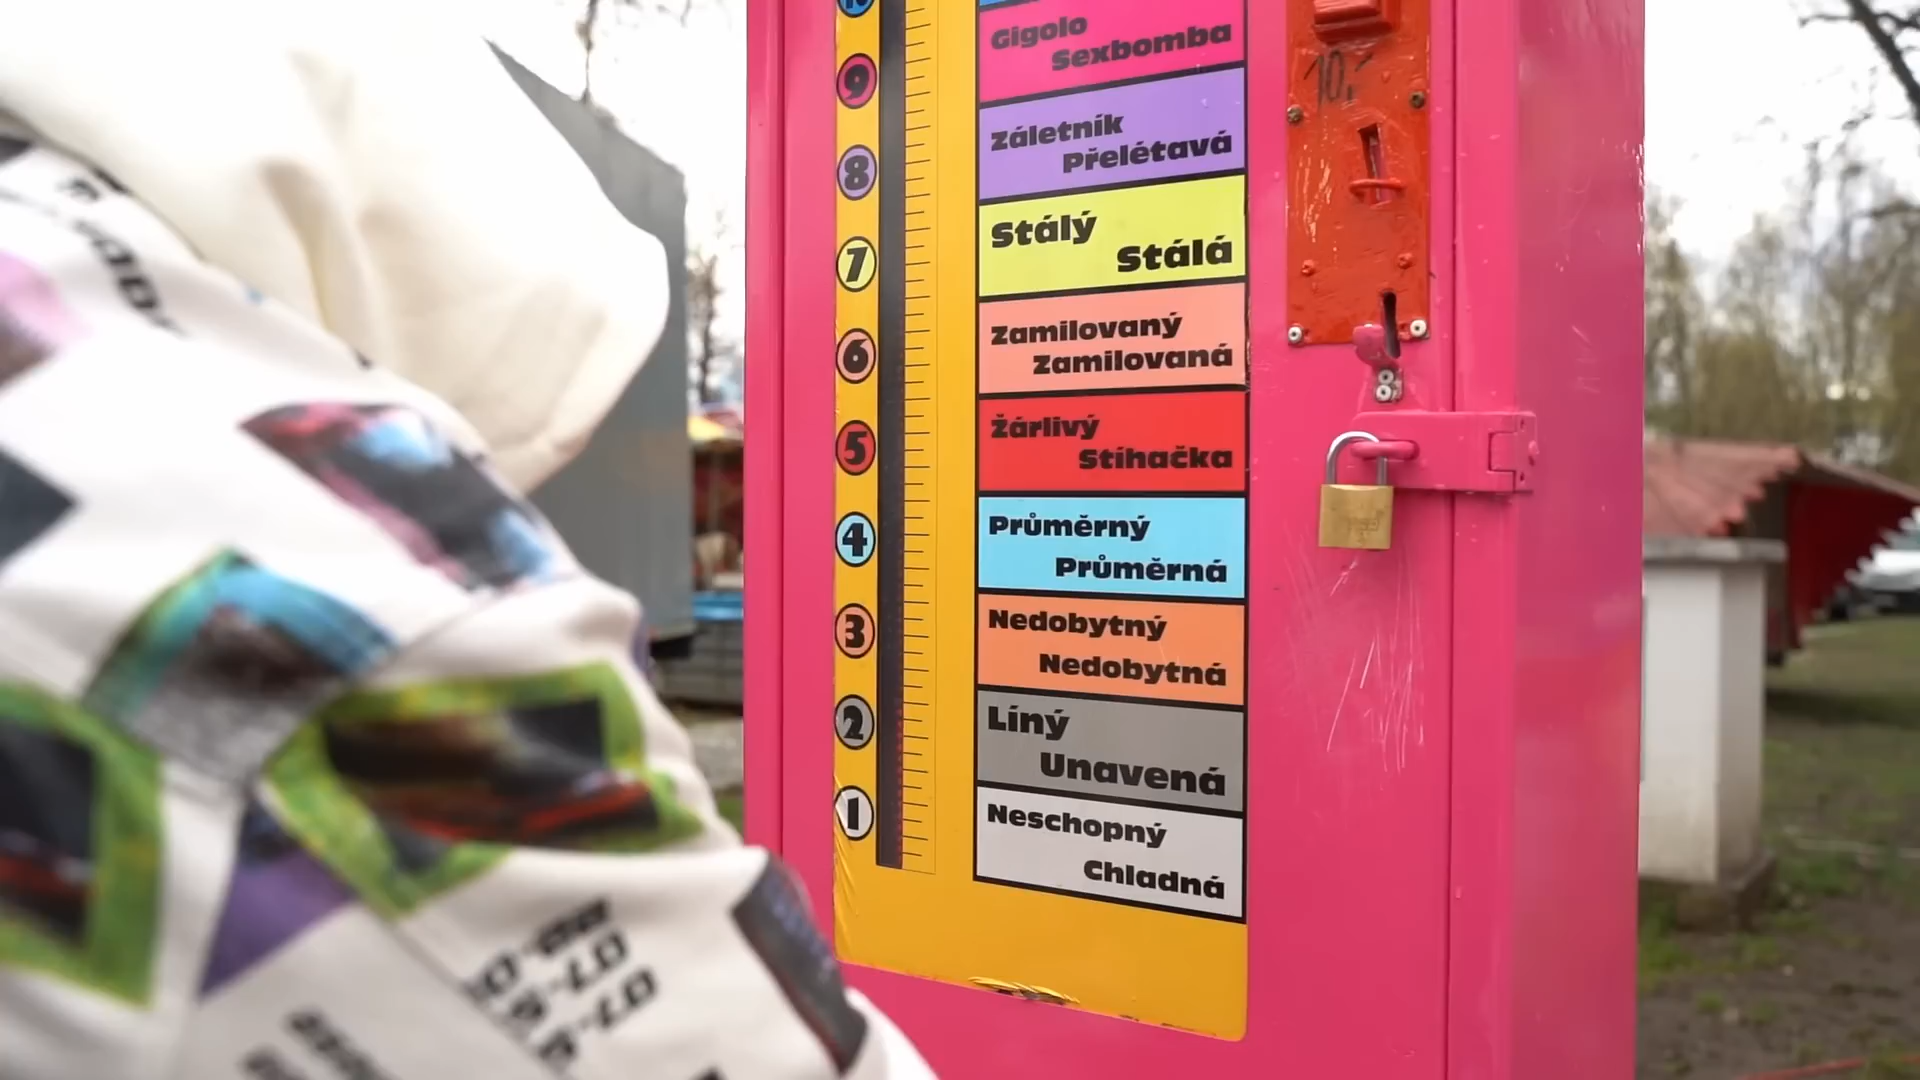 10
Gigolo
Sexbomba
10,-
9
Záletník
Přelétavá
8
Stálý
Stálá
7
Zamilovaný
Zamilovaná
6
Žárlivý
Stíhačka
5
Průměrný
Průměrná
4
Nedobytný
Nedobytná
3
Líný
Unavená
2
Neschopný
Chladná
1